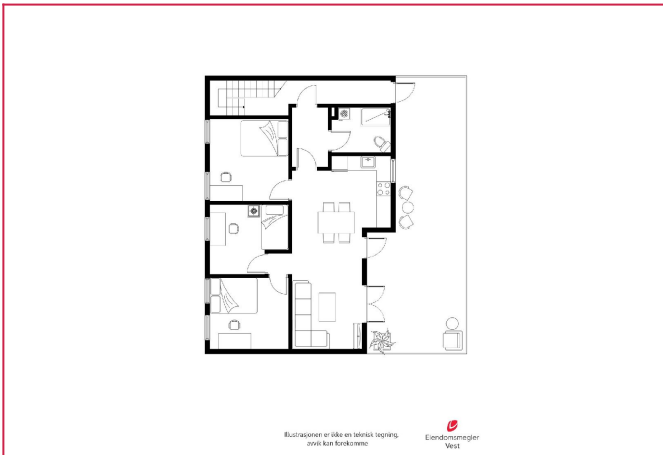 Illustrasjonen er ikke en teknisk tegning,
avvik kan forekomme
Eiendomsmegler
Vest